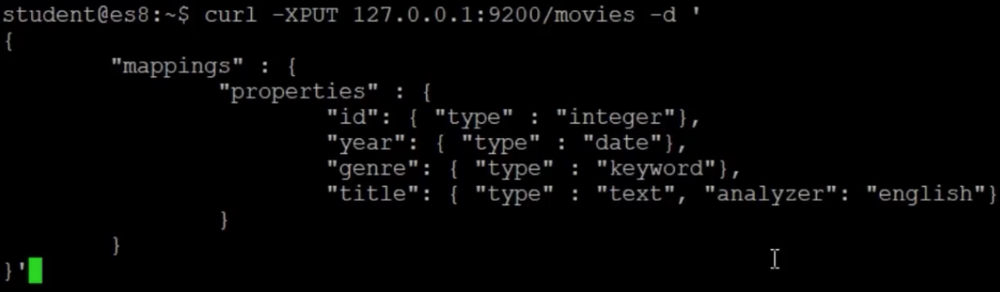 student@es8:~$ curl -XPUT 127.0.0.1:9200/movies -d '
{
        "mappings" : {
                "properties" : {
                        "id": { "type" : "integer"},
                        "year": { "type" : "date"},
                        "genre": { "type" : "keyword"},
                        "title": { "type" : "text", "analyzer": "english"}
                }
        }
}'